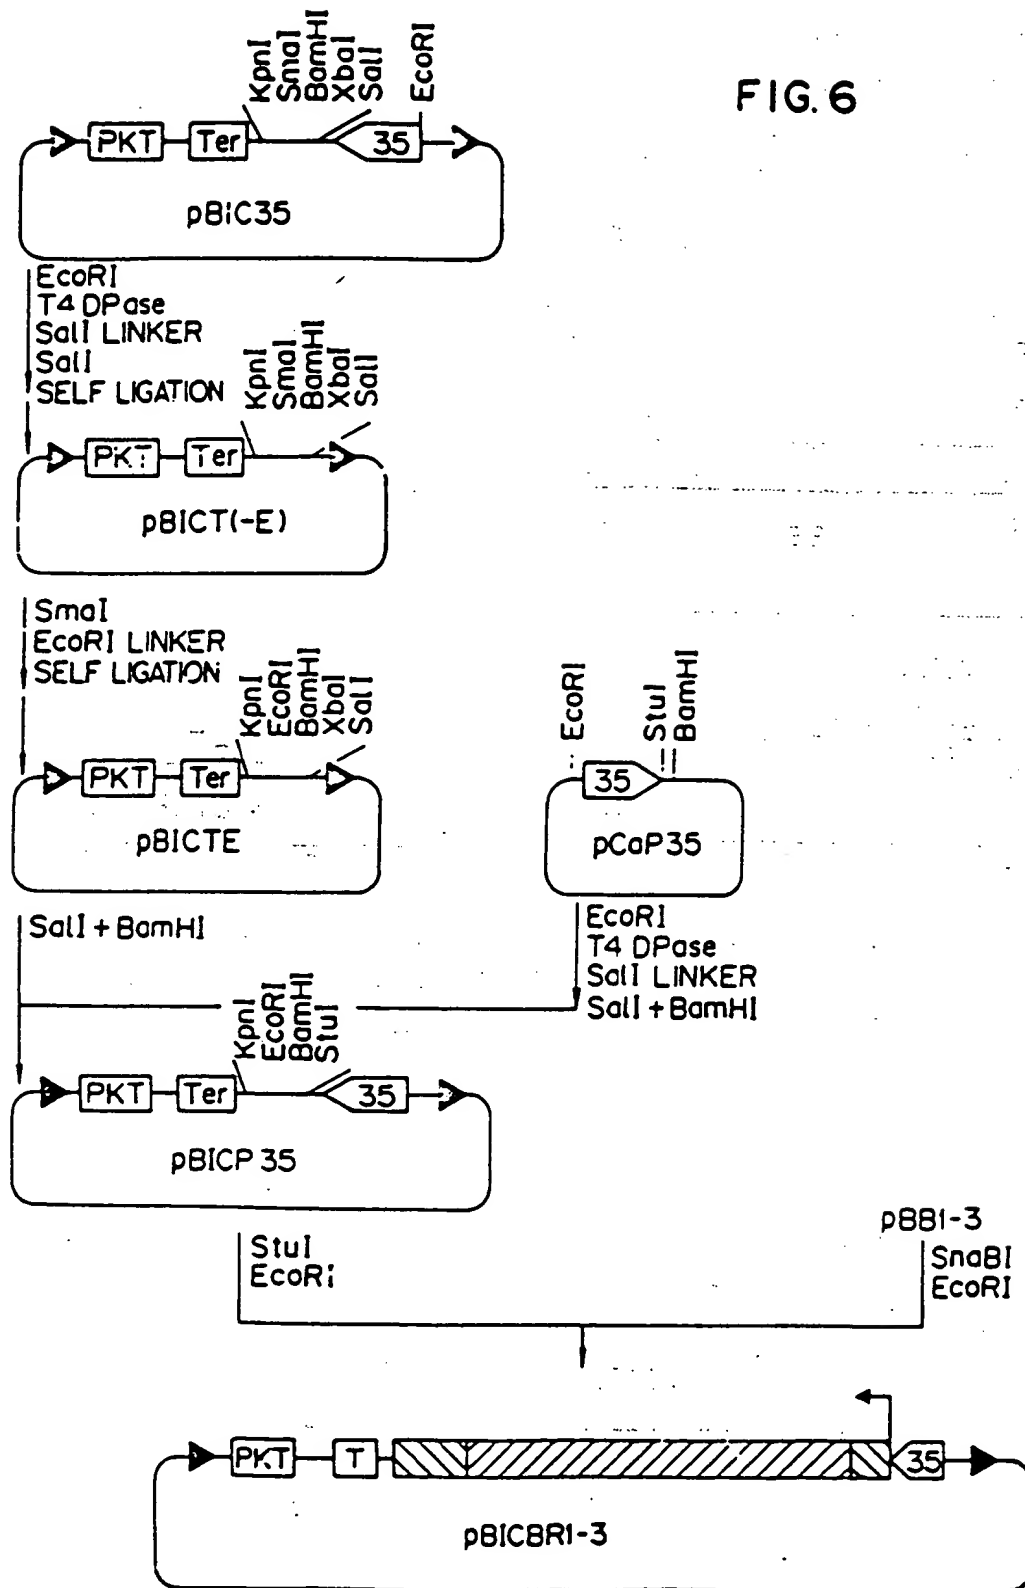 FIG. 6
KpnI
SmaI
BamHI
XbaI
SalI
EcoRI
PKT
Ter
35
pBIC35
EcoRI
T4 DPase
SalI LINKER
SalI
SELF LIGATION
KpnI
SmaI
BamHI
XbaI
SalI
PKT
Ter
pBICT(-E)
SmaI
EcoRI LINKER
SELF LIGATION
KpnI
EcoRI
BamHI
XbaI
SalI
PKT
Ter
pBICTE
EcoRI
StuI
BamHI
35
pCaP35
SalI + BamHI
EcoRI
T4 DPase
SalI LINKER
SalI + BamHI
KpnI
EcoRI
BamHI
StuI
PKT
Ter
35
pBICP 35
StuI
EcoRI
pBB1-3
SnaBI
EcoRI
PKT
T
35
pBICBR1-3